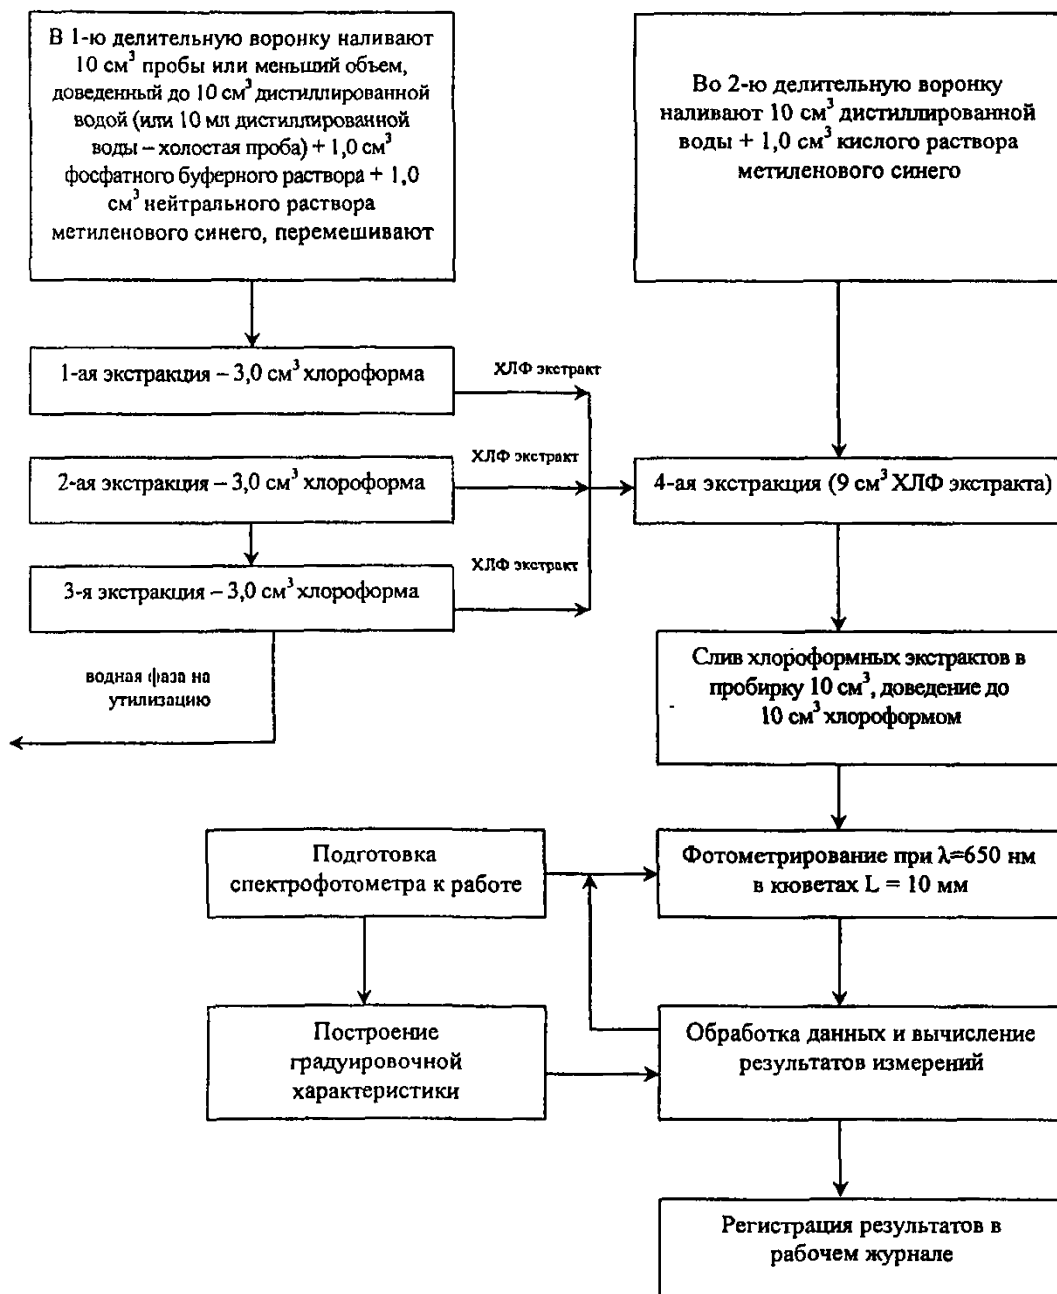 В 1-ю делительную воронку наливают
10 см³ пробы или меньший объем,
доведенный до 10 см³ дистиллированной
водой (или 10 мл дистиллированной
воды – холостая проба) + 1,0 см³
фосфатного буферного раствора + 1,0
см³ нейтрального раствора
метиленового синего, перемешивают
Во 2-ю делительную воронку
наливают 10 см³ дистиллированной
воды + 1,0 см³ кислого раствора
метиленового синего
1-ая экстракция – 3,0 см³ хлороформа
ХЛФ экстракт
2-ая экстракция – 3,0 см³ хлороформа
ХЛФ экстракт
4-ая экстракция (9 см³ ХЛФ экстракта)
3-я экстракция – 3,0 см³ хлороформа
ХЛФ экстракт
водная фаза на
утилизацию
Слив хлороформных экстрактов в
пробирку 10 см³, доведение до
10 см³ хлороформом
Подготовка
спектрофотометра к работе
Фотометрирование при λ=650 нм
в кюветах L = 10 мм
Построение
градуировочной
характеристики
Обработка данных и вычисление
результатов измерений
Регистрация результатов в
рабочем журнале